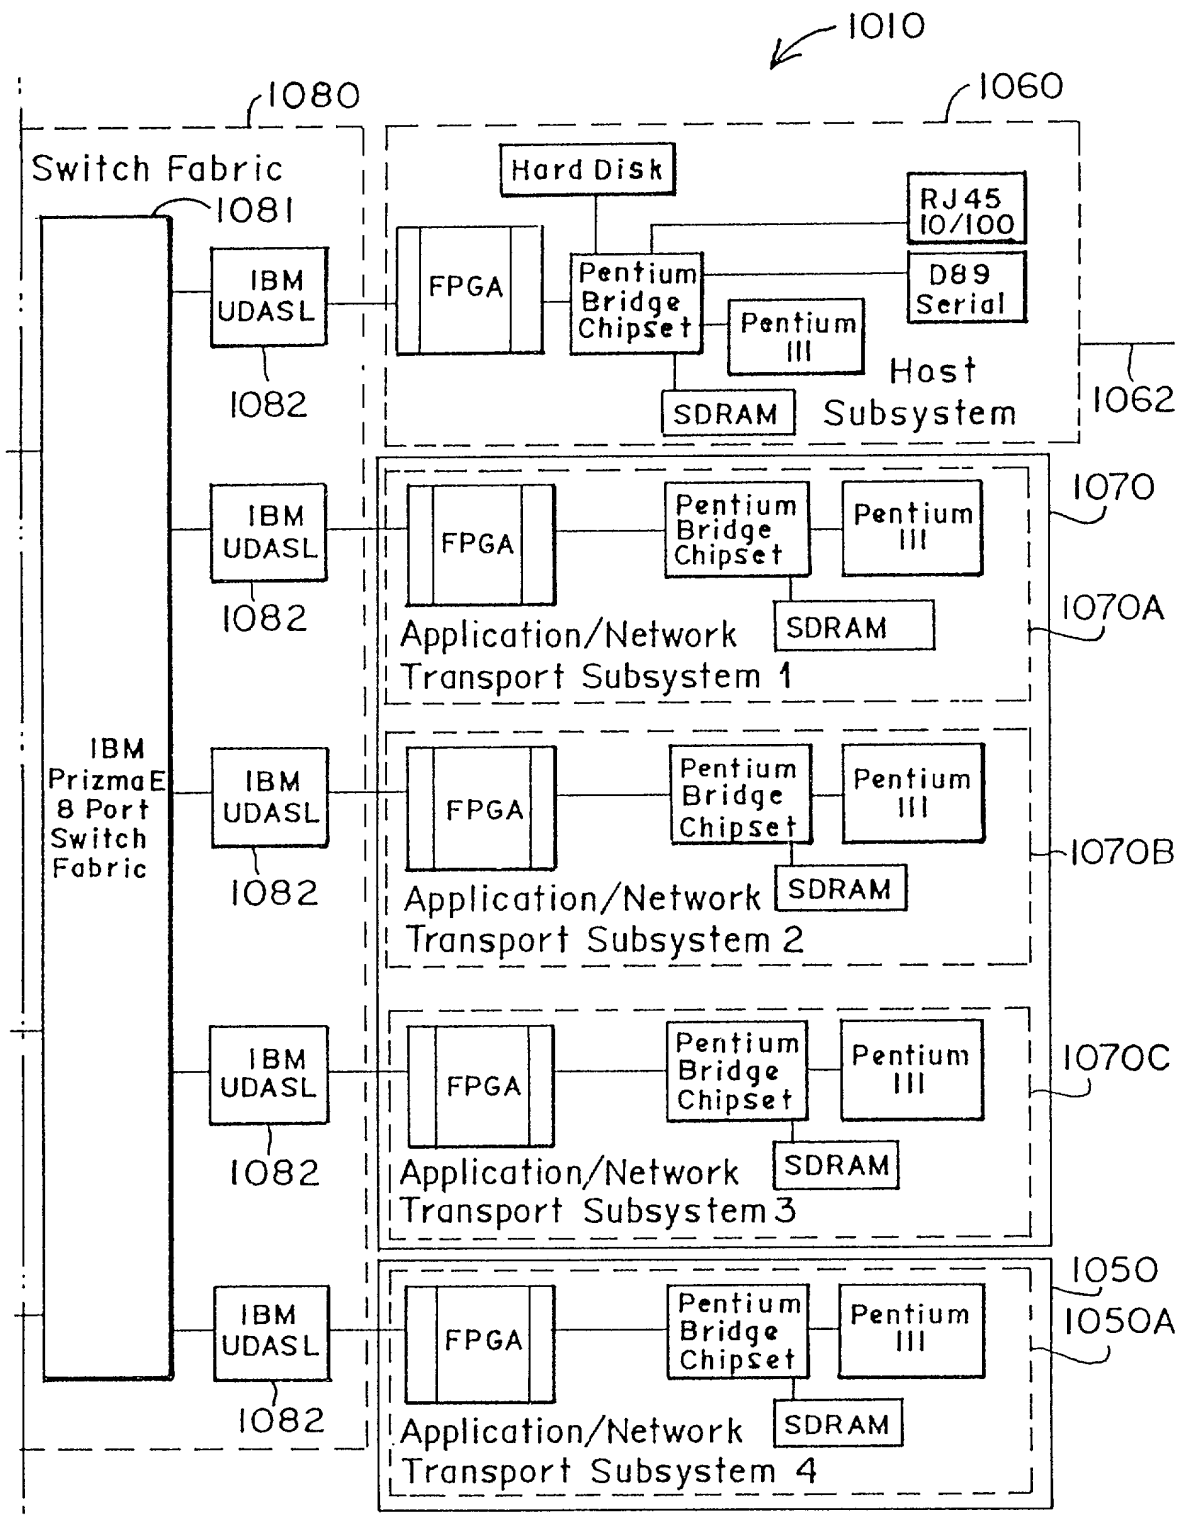 1010
1080
1060
Switch Fabric
1081
Hard Disk
RJ45
10/100
IBM
UDASL
FPGA
Pentium
Bridge
Chipset
D89
Serial
Pentium
III
1082
SDRAM
Host
Subsystem
1062
IBM
UDASL
1082
FPGA
Pentium
Bridge
Chipset
Pentium
III
SDRAM
1070
1070A
Application/Network
Transport Subsystem 1
IBM
PrizmaE
8 Port
Switch
Fabric
IBM
UDASL
1082
FPGA
Pentium
Bridge
Chipset
Pentium
III
SDRAM
1070B
Application/Network
Transport Subsystem 2
IBM
UDASL
1082
FPGA
Pentium
Bridge
Chipset
Pentium
III
SDRAM
1070C
Application/Network
Transport Subsystem 3
IBM
UDASL
1082
FPGA
Pentium
Bridge
Chipset
Pentium
III
SDRAM
1050
1050A
Application/Network
Transport Subsystem 4